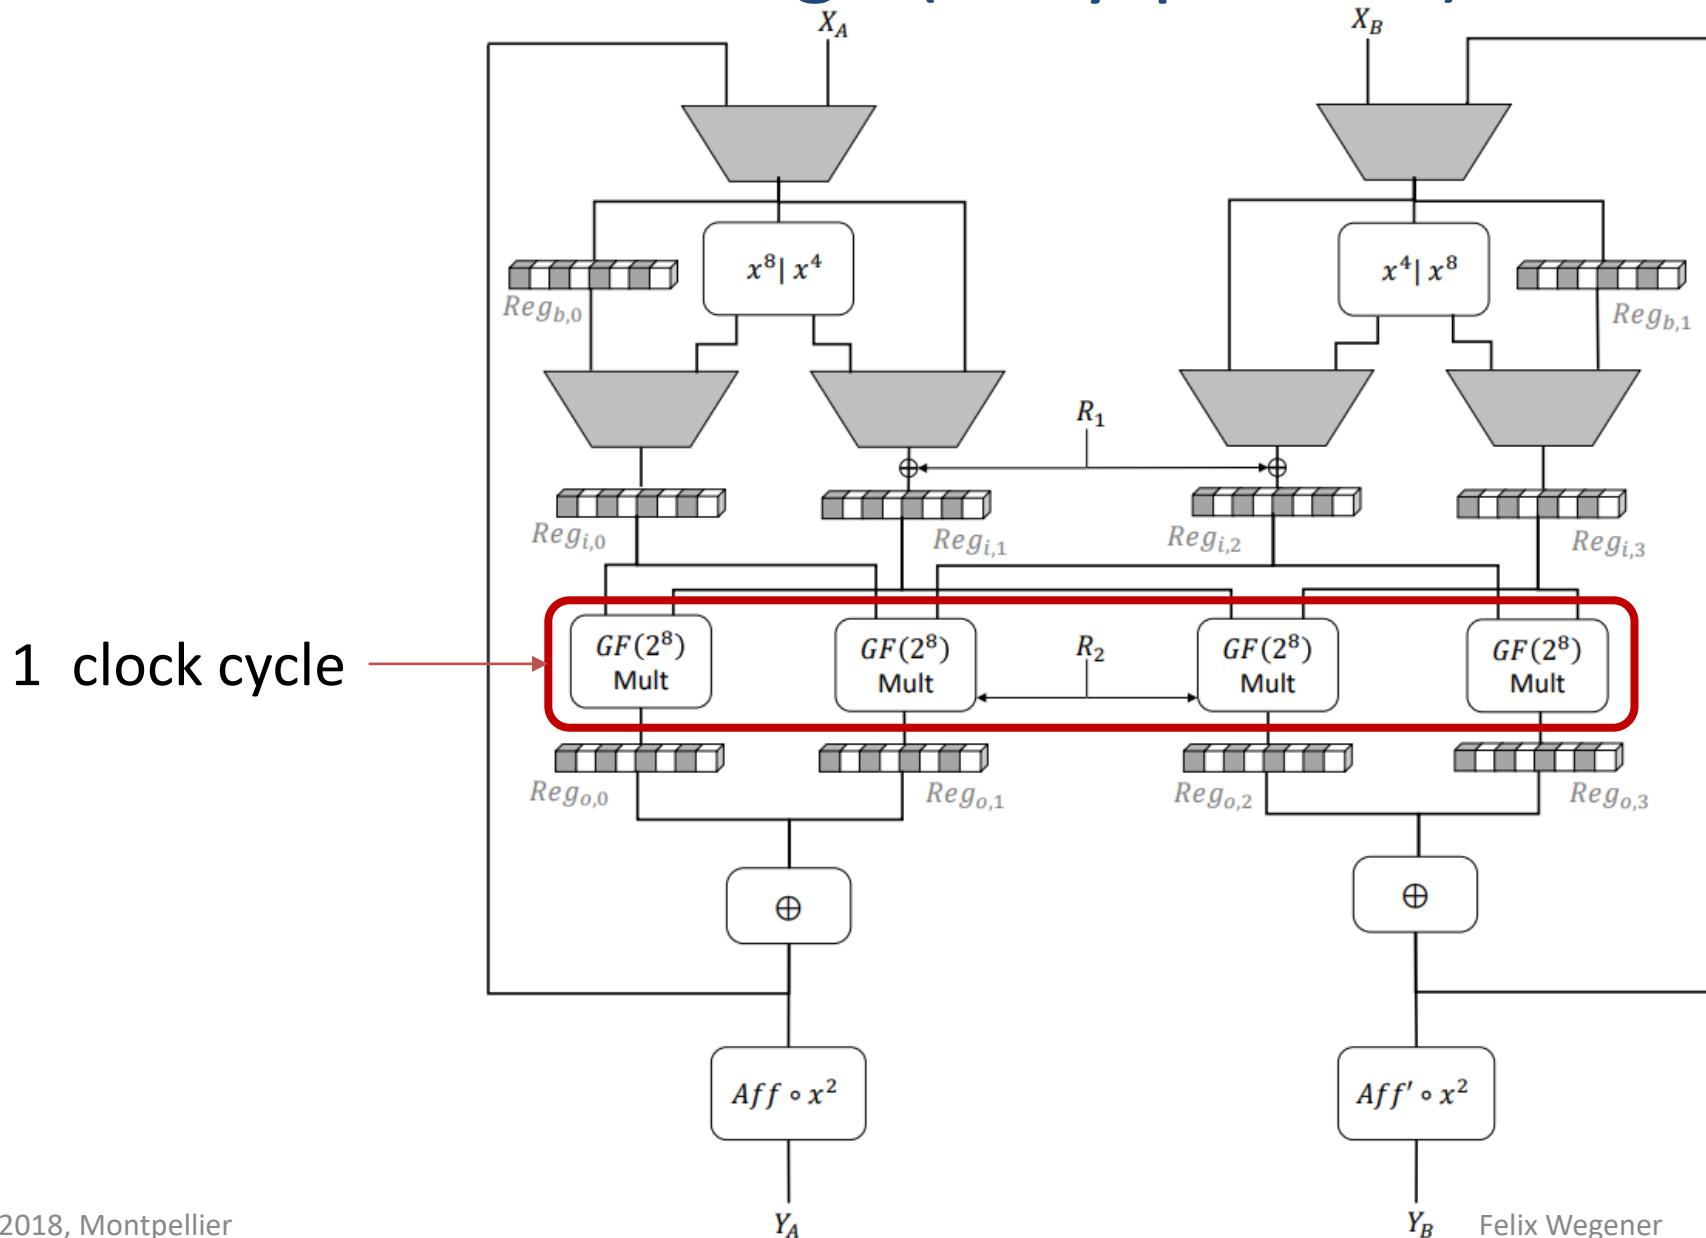 X_A
X_B
x^8| x^4
x^4| x^8
Reg_{b,0}
Reg_{b,1}
R_1
⊕
⊕
Reg_{i,0}
Reg_{i,1}
Reg_{i,2}
Reg_{i,3}
1 clock cycle
GF(2^8)
Mult
GF(2^8)
Mult
R_2
GF(2^8)
Mult
GF(2^8)
Mult
Reg_{o,0}
Reg_{o,1}
Reg_{o,2}
Reg_{o,3}
⊕
⊕
Aff ∘ x^2
Aff′ ∘ x^2
Y_A
Y_B
2018, Montpellier
Felix Wegener